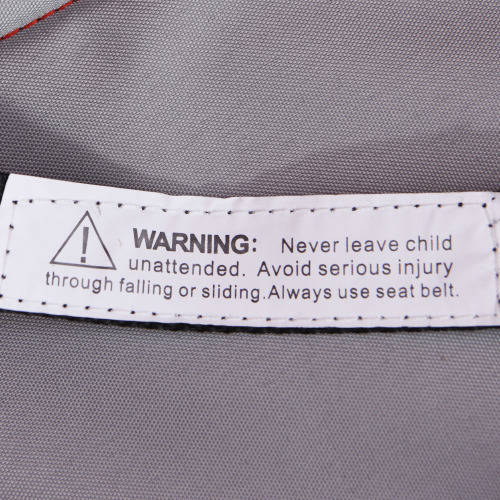 WARNING: Never leave child
unattended. Avoid serious injury
through falling or sliding.Always use seat belt.